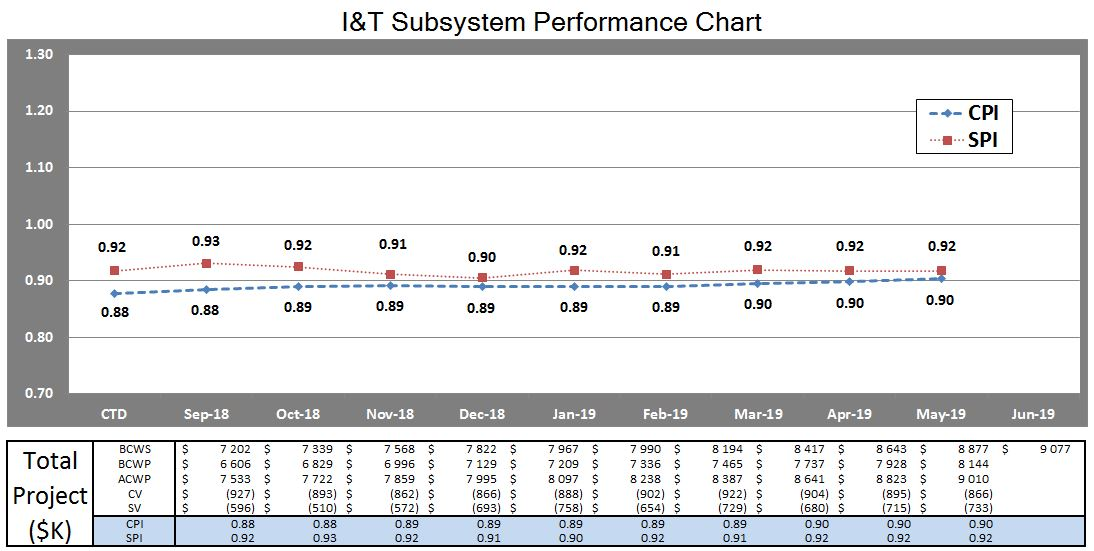 I&T Subsystem Performance Chart
1.30
1.20
CPI
SPI
1.10
1.00
0.92 0.93 0.92 0.91 0.90 0.92 0.91 0.92 0.92 0.92
0.90
0.88 0.88 0.89 0.89 0.89 0.89 0.89 0.90 0.90 0.90
0.80
0.70
CTD Sep-18 Oct-18 Nov-18 Dec-18 Jan-19 Feb-19 Mar-19 Apr-19 May-19 Jun-19
Total Project ($K)
BCWS $ 7 202 $ 7 339 $ 7 568 $ 7 822 $ 7 967 $ 7 990 $ 8 194 $ 8 417 $ 8 643 $ 8 877 $ 9 077
BCWP $ 6 606 $ 6 829 $ 6 996 $ 7 129 $ 7 209 $ 7 336 $ 7 465 $ 7 737 $ 7 928 $ 8 144
ACWP $ 7 533 $ 7 722 $ 7 859 $ 7 995 $ 8 097 $ 8 238 $ 8 387 $ 8 641 $ 8 823 $ 9 010
CV $ (927) $ (893) $ (862) $ (866) $ (888) $ (902) $ (922) $ (904) $ (895) $ (866)
SV $ (596) $ (510) $ (572) $ (693) $ (758) $ (654) $ (729) $ (680) $ (715) $ (733)
CPI 0.88 0.88 0.89 0.89 0.89 0.89 0.89 0.90 0.90 0.90
SPI 0.92 0.93 0.92 0.91 0.90 0.92 0.91 0.92 0.92 0.92